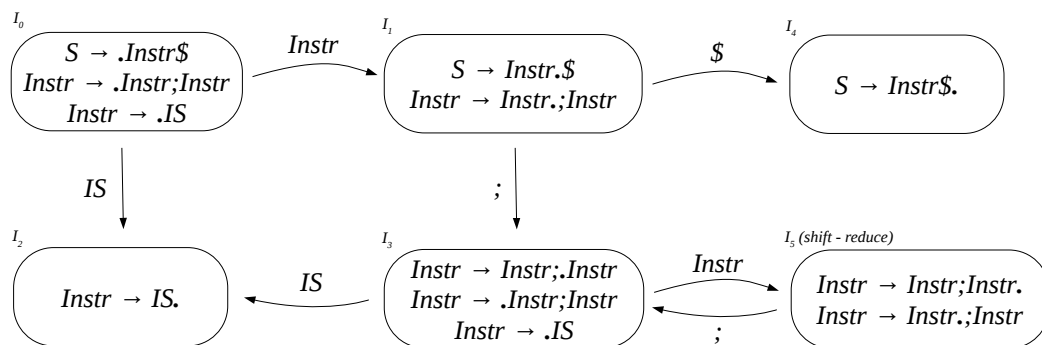 I₀
S → .Instr$
Instr → .Instr;Instr
Instr → .IS
Instr
I₁
S → Instr.$
Instr → Instr.;Instr
$
I₄
S → Instr$.
IS
;
I₂
Instr → IS.
IS
I₃
Instr → Instr;.Instr
Instr → .Instr;Instr
Instr → .IS
Instr
;
I₅ (shift - reduce)
Instr → Instr;Instr.
Instr → Instr.;Instr